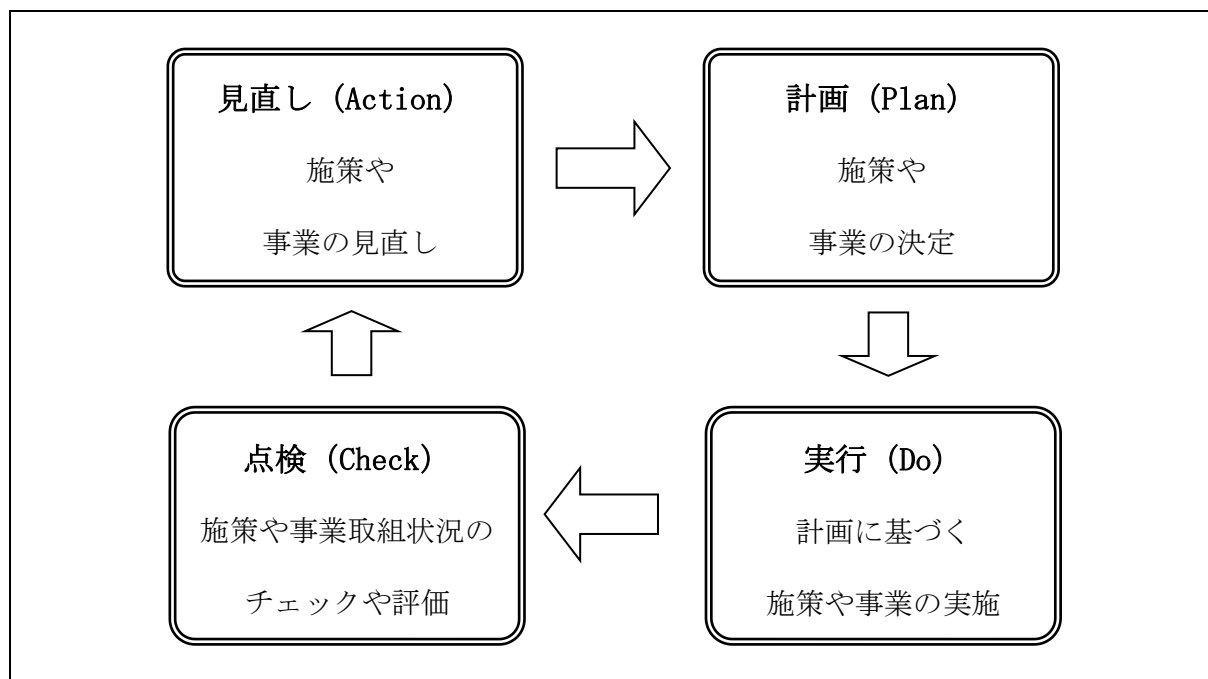 見直し (Action)
施策や
事業の見直し
計画 (Plan)
施策や
事業の決定
点検 (Check)
施策や事業取組状況の
チェックや評価
実行 (Do)
計画に基づく
施策や事業の実施